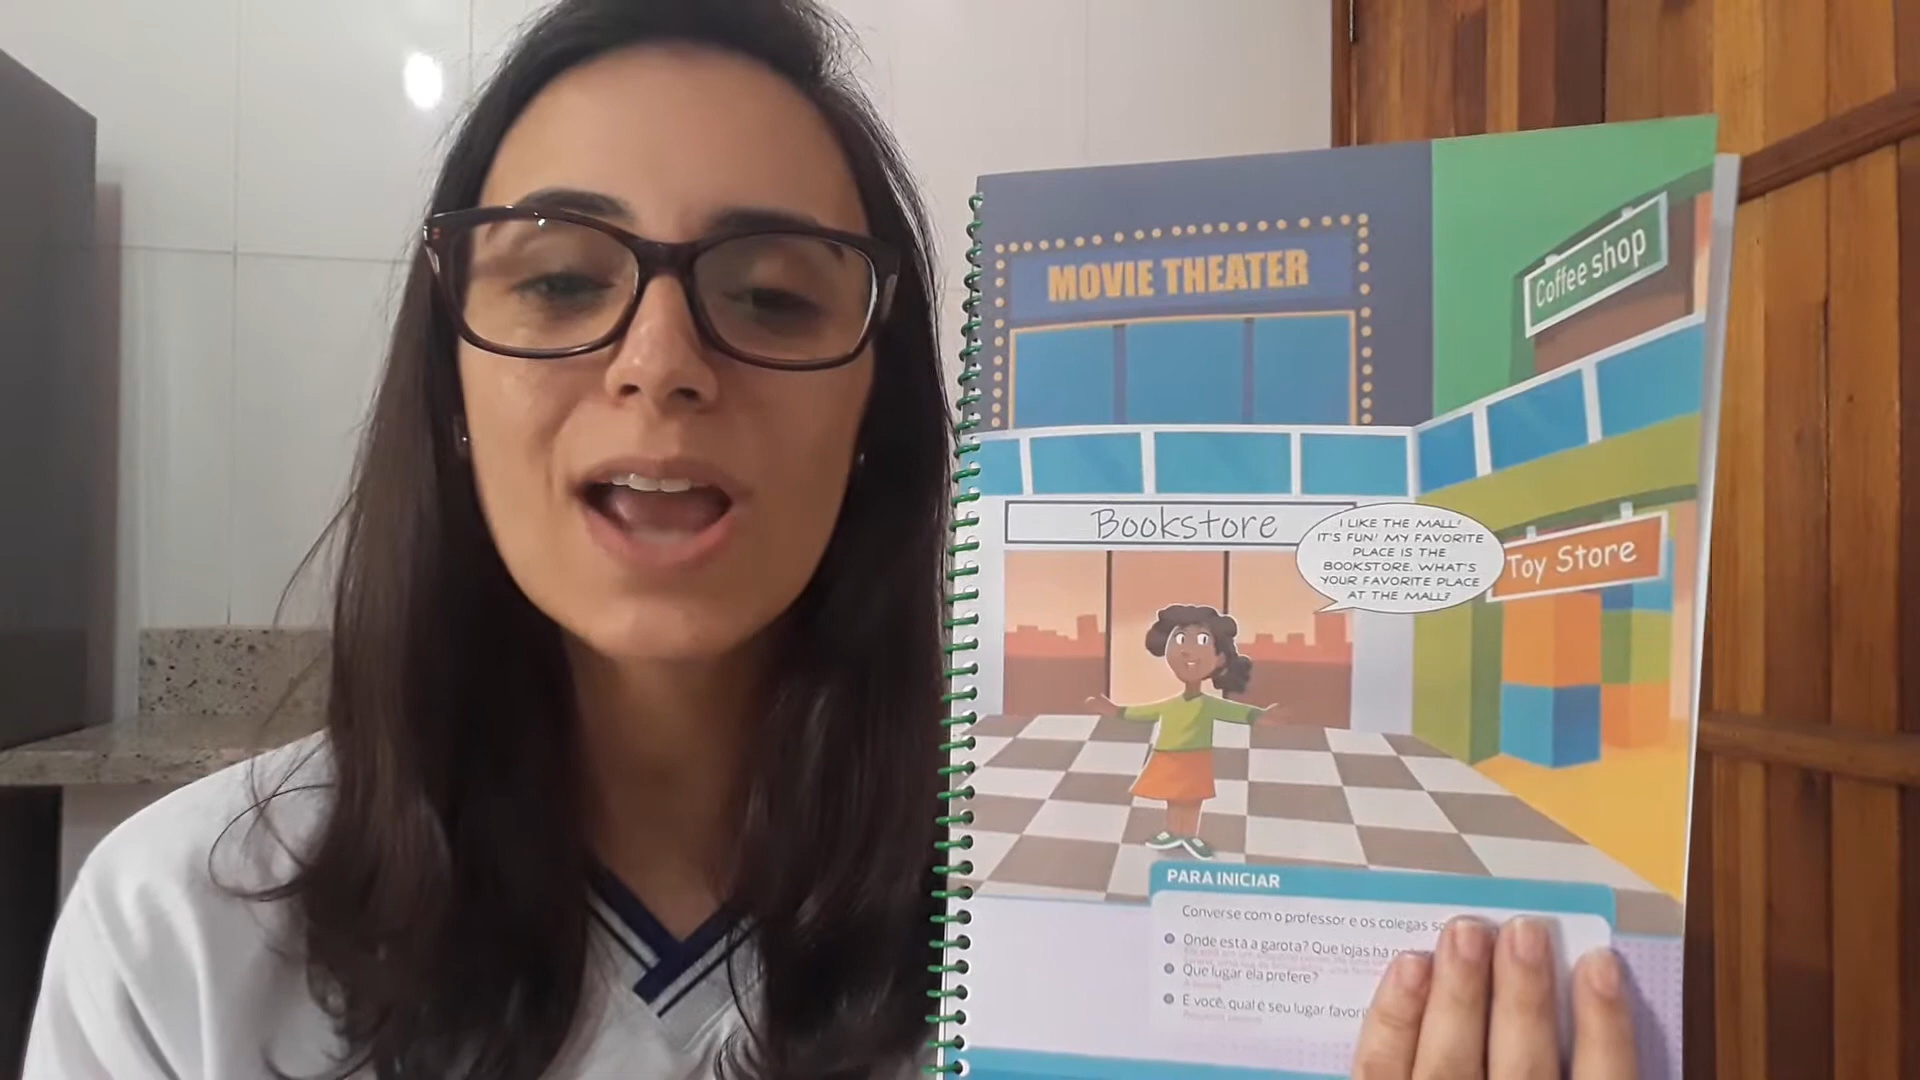 MOVIE THEATER
Coffee shop
Bookstore
I LIKE THE MALL!
IT'S FUN! MY FAVORITE
PLACE IS THE
BOOKSTORE. WHAT'S
YOUR FAVORITE PLACE
AT THE MALL?
Toy Store
PARA INICIAR
Converse com o professor e os colegas
Onde está a garota? Que lojas há
Que lugar ela prefere?
E você, qual é seu lugar